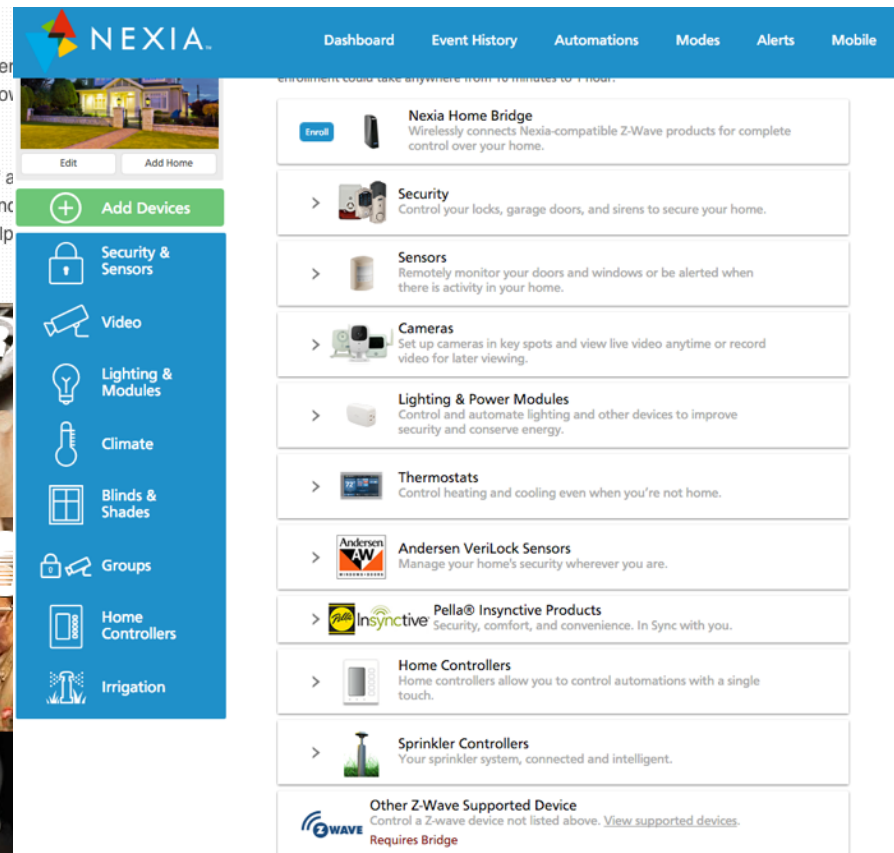 NEXIA™
Dashboard Event History Automations Modes Alerts Mobile
enrollment could take anywhere from 10 minutes to 1 hour.
Edit Add Home
Add Devices
Security &
Sensors
Video
Lighting &
Modules
Climate
Blinds &
Shades
Groups
Home
Controllers
Irrigation
Enroll
Nexia Home Bridge
Wirelessly connects Nexia-compatible Z-Wave products for complete
control over your home.
Security
Control your locks, garage doors, and sirens to secure your home.
Sensors
Remotely monitor your doors and windows or be alerted when
there is activity in your home.
Cameras
Set up cameras in key spots and view live video anytime or record
video for later viewing.
Lighting & Power Modules
Control and automate lighting and other devices to improve
security and conserve energy.
Thermostats
Control heating and cooling even when you're not home.
Andersen
AW
WINDOWS•DOORS
Andersen VeriLock Sensors
Manage your home's security wherever you are.
Pella Insynctive
Pella® Insynctive Products
Security, comfort, and convenience. In Sync with you.
Home Controllers
Home controllers allow you to control automations with a single
touch.
Sprinkler Controllers
Your sprinkler system, connected and intelligent.
Z WAVE
Other Z-Wave Supported Device
Control a Z-wave device not listed above. View supported devices.
Requires Bridge